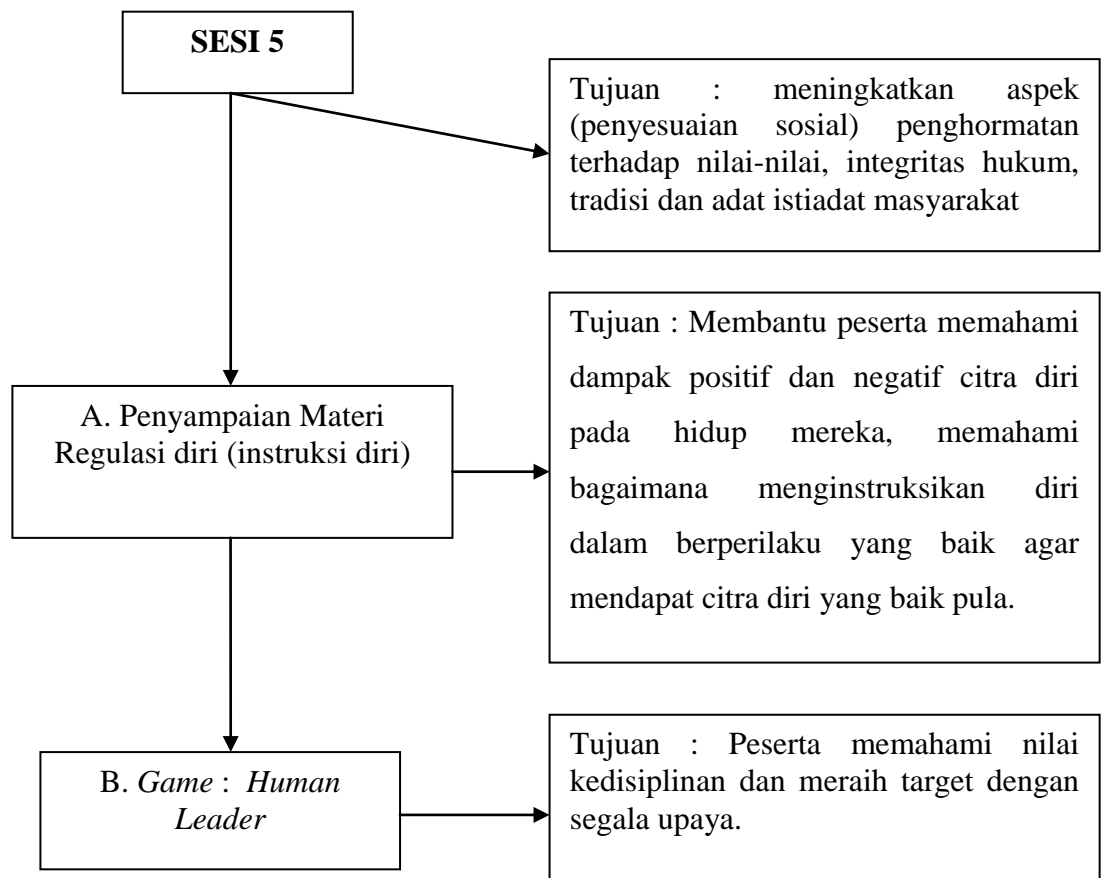 SESI 5
Tujuan : meningkatkan aspek
(penyesuaian sosial) penghormatan
terhadap nilai-nilai, integritas hukum,
tradisi dan adat istiadat masyarakat
A. Penyampaian Materi
Regulasi diri (instruksi diri)
Tujuan : Membantu peserta memahami
dampak positif dan negatif citra diri
pada hidup mereka, memahami
bagaimana menginstruksikan diri
dalam berperilaku yang baik agar
mendapat citra diri yang baik pula.
B. Game : Human
Leader
Tujuan : Peserta memahami nilai
kedisiplinan dan meraih target dengan
segala upaya.